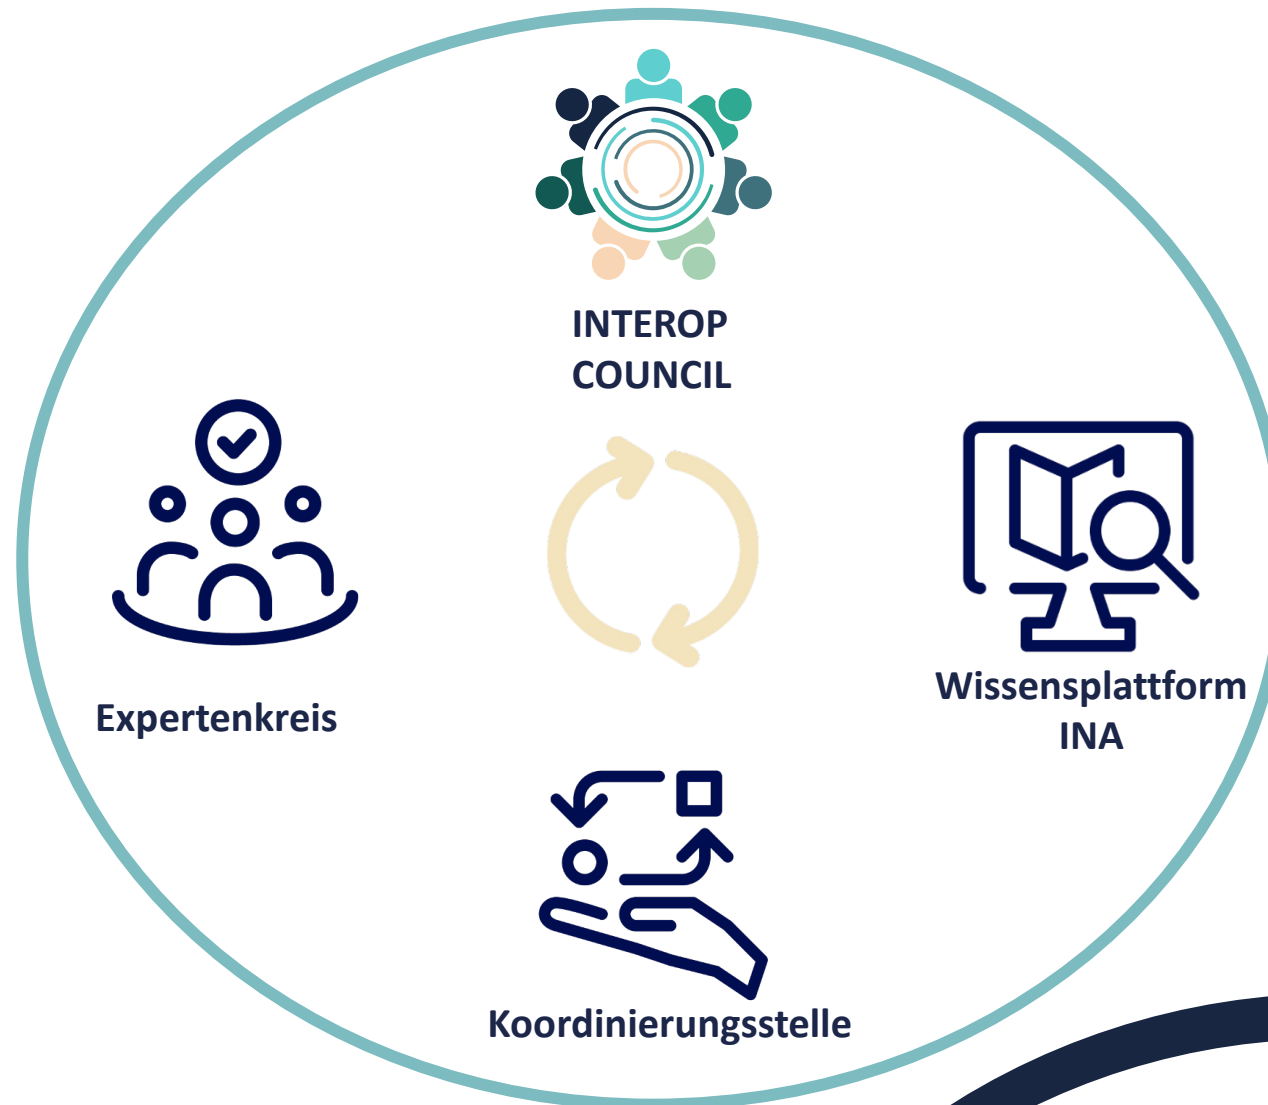 INTEROP
COUNCIL
Expertenkreis
Wissensplattform
INA
Koordinierungsstelle